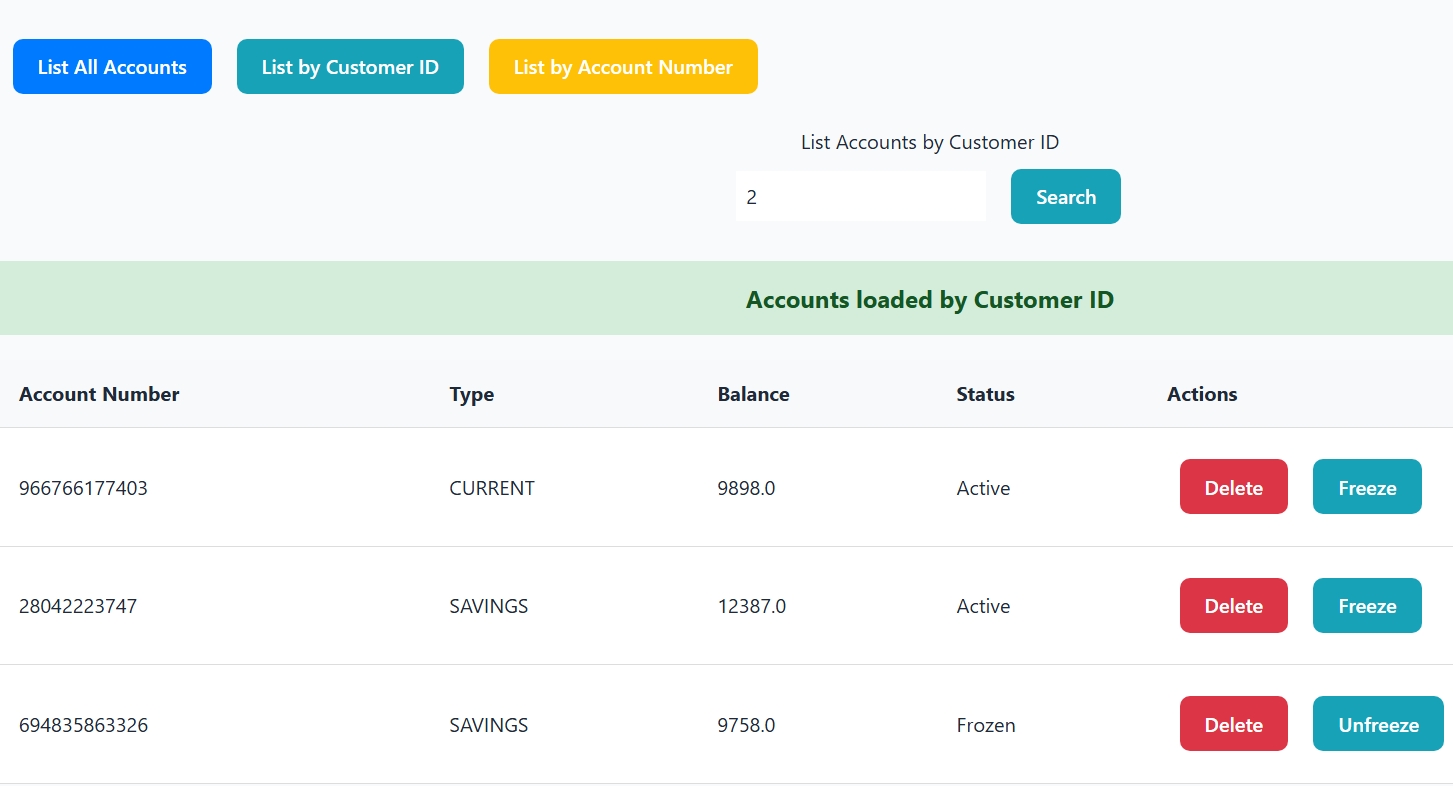 List All Accounts List by Customer ID List by Account Number
List Accounts by Customer ID
2 Search
Accounts loaded by Customer ID
Account Number Type Balance Status Actions
966766177403 CURRENT 9898.0 Active Delete Freeze
28042223747 SAVINGS 12387.0 Active Delete Freeze
694835863326 SAVINGS 9758.0 Frozen Delete Unfreeze